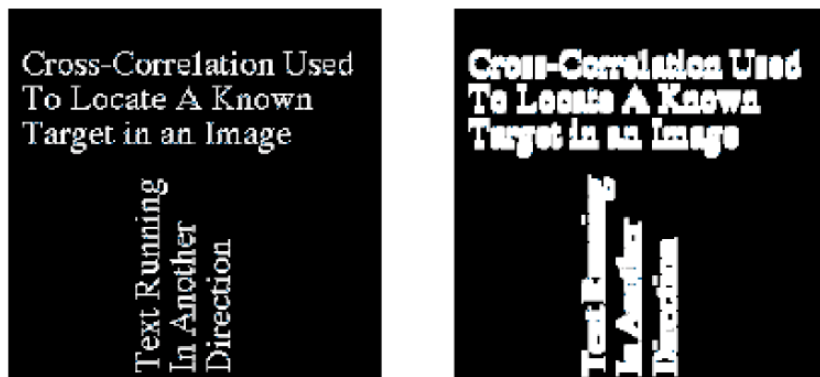 Cross-Correlation Used
To Locate A Known
Target in an Image
Text Running
In Another
Direction
Cross-Correlation Used
To Locate A Known
Target in an Image
Text Running
In Another
Direction